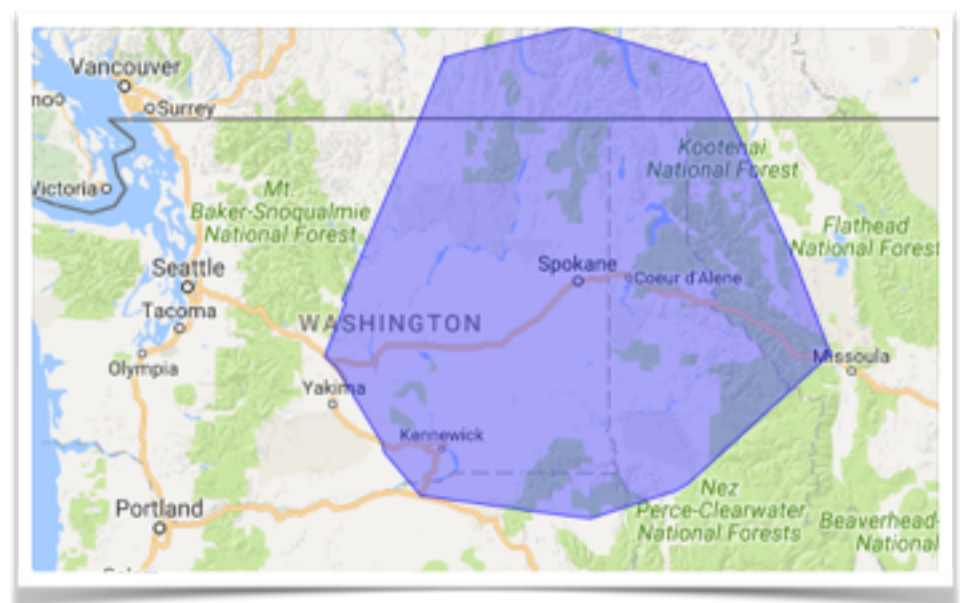 Vancouver
Surrey
Kootenai
National Forest
Victoria
Mt.
Baker-Snoqualmie
National Forest
Flathead
National Forest
Seattle
Spokane
Coeur d'Alene
Tacoma
WASHINGTON
Olympia
Missoula
Yakima
Kennewick
Portland
Nez
Perce-Clearwater
National Forests
Beaverhead-
National